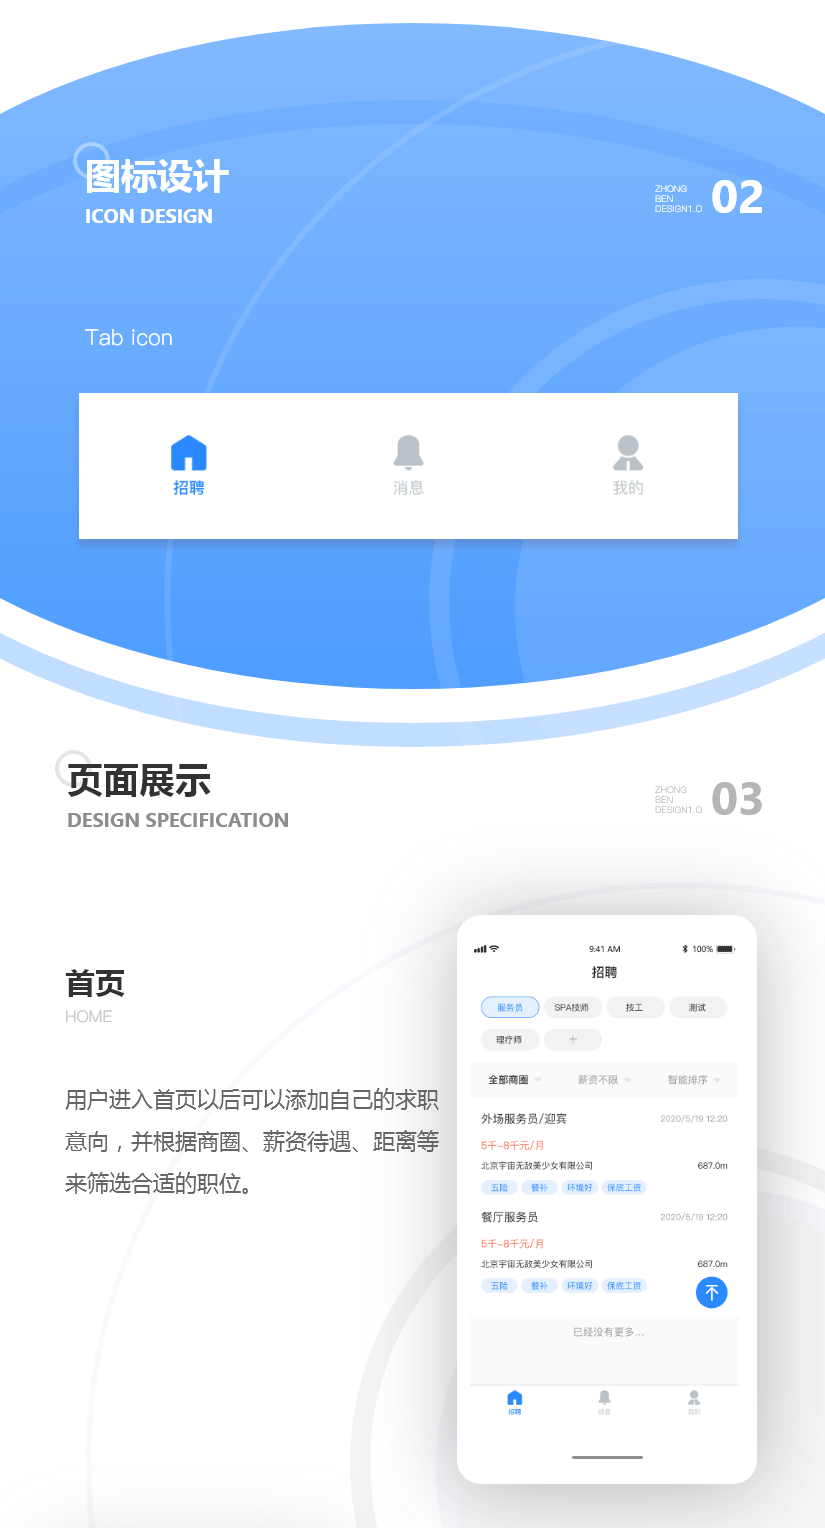 图标设计
ICON DESIGN
ZHONG
BEN
DESIGN1.O
02
Tab icon
招聘
消息
我的
页面展示
DESIGN SPECIFICATION
ZHONG
BEN
DESIGN1.O
03
首页
HOME
用户进入首页以后可以添加自己的求职
意向，并根据商圈、薪资待遇、距离等
来筛选合适的职位。
9:41 AM
100%
招聘
服务员 SPA技师 技工 测试
理疗师 +
全部商圈 薪资不限 智能排序
外场服务员/迎宾 2020/5/19 12:20
5千-8千元/月
北京宇宙无敌美少女有限公司 687.0m
五险 餐补 环境好 保底工资
餐厅服务员 2020/5/19 12:20
5千-8千元/月
北京宇宙无敌美少女有限公司 687.0m
五险 餐补 环境好 保底工资
已经没有更多...
招聘 消息 我的